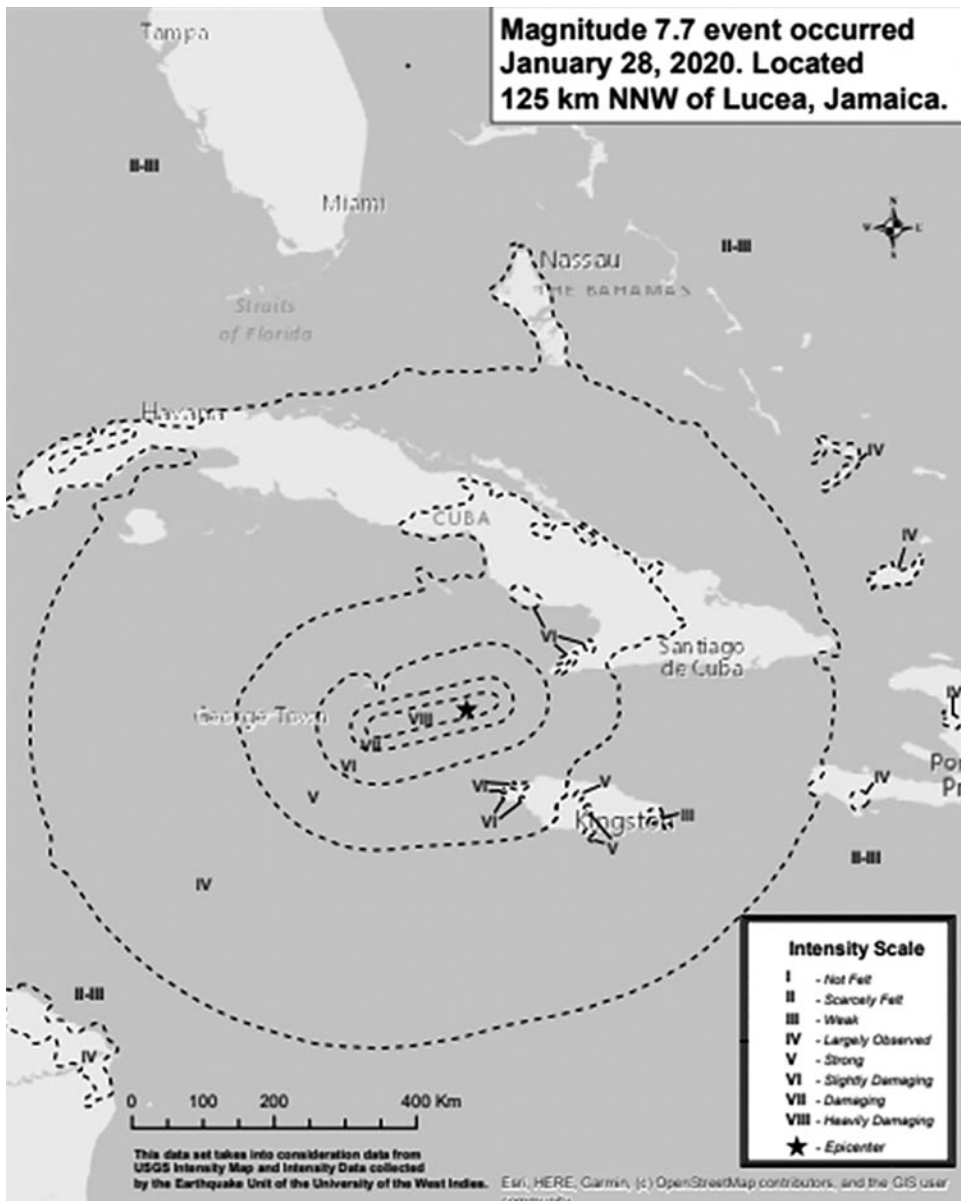 Tampa
Magnitude 7.7 event occurred
January 28, 2020. Located
125 km NNW of Lucea, Jamaica.
II-III
Miami
N
W E
S
II-III
Nassau
THE BAHAMAS
Straits
of Florida
Havana
IV
CUBA
IV
VI
Santiago
de Cuba
IV
George Town
VIII
VII
VI
V
VI
V
IV
Por
Pr
VI
Kingston
III
V
II-III
IV
II-III
IV
Intensity Scale
I - Not Felt
II - Scarcely Felt
III - Weak
IV - Largely Observed
V - Strong
VI - Slightly Damaging
VII - Damaging
VIII - Heavily Damaging
★ - Epicenter
0 100 200 400 Km
This data set takes into consideration data from
USGS Intensity Map and Intensity Data collected
by the Earthquake Unit of the University of the West Indies.
Esri, HERE, Garmin, (c) OpenStreetMap contributors, and the GIS user
community